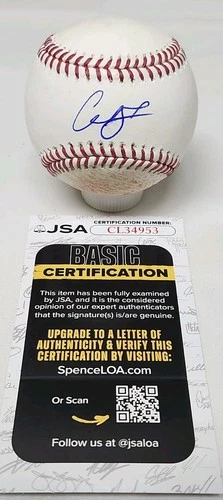 JSA CERTIFICATION NUMBER:
CL34953
BASIC
CERTIFICATION
This item has been fully examined
by JSA, and it is the considered
opinion of our expert authenticators
that the signature(s) is/are genuine.
UPGRADE TO A LETTER OF
AUTHENTICITY & VERIFY THIS
CERTIFICATION BY VISITING:
SpenceLOA.com
Or Scan
Follow us at @jsaloa